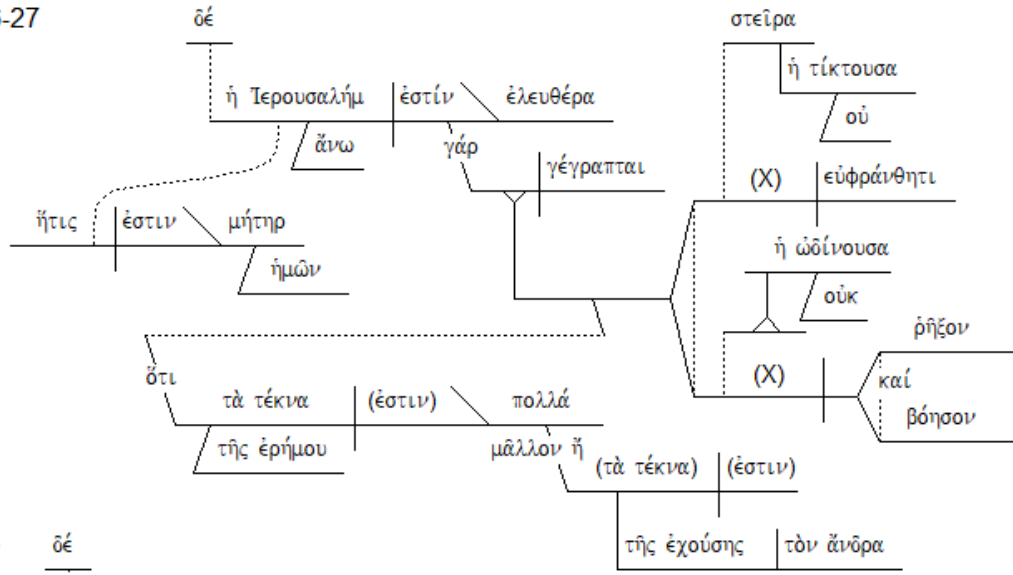 -27
δέ
στεῖρα
ἡ τίκτουσα
ἡ Ἰερουσαλήμ ἐστίν ἐλευθέρα
οὐ
ἄνω
γάρ
γέγραπται
(X) εὐφράνθητι
ἥτις ἐστιν μήτηρ
ἡ ὠδίνουσα
ἡμῶν
οὐκ
ῥῆξον
ὅτι
(X)
καί
τὰ τέκνα (ἐστιν) πολλά
βόησον
τῆς ἐρήμου
μᾶλλον ἤ
(τὰ τέκνα) (ἐστιν)
δέ
τῆς ἐχούσης τὸν ἄνδρα